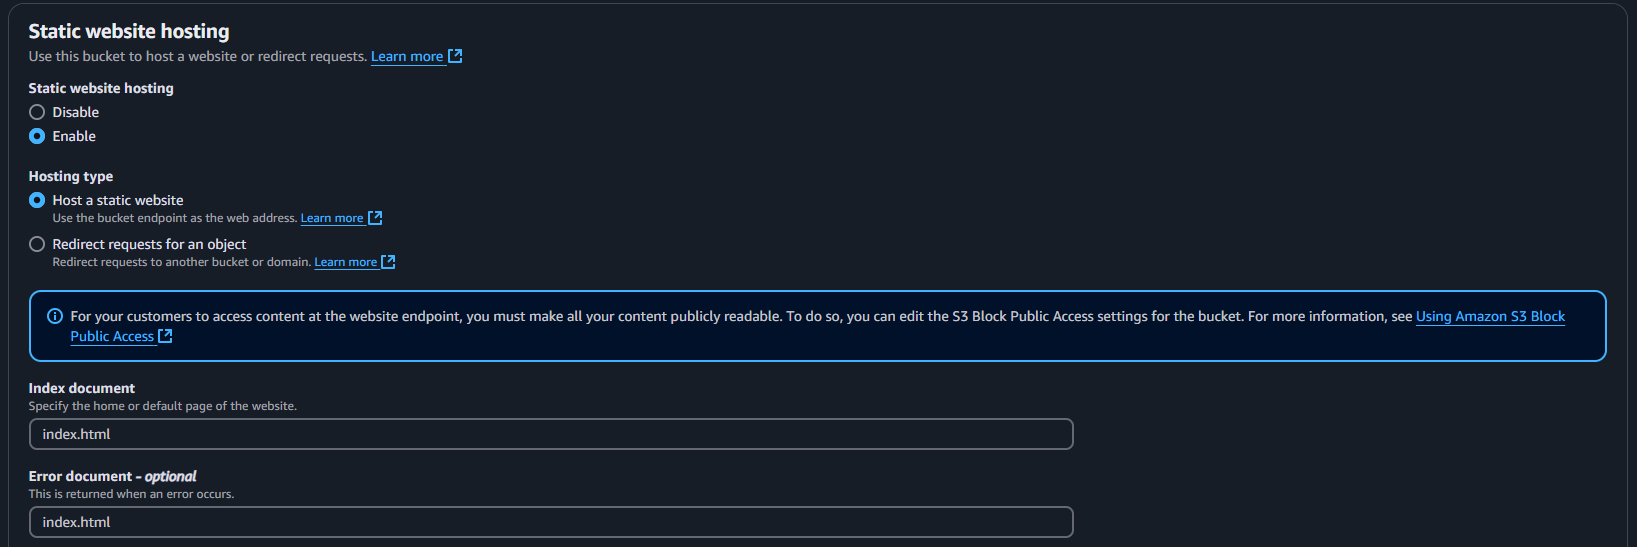 Static website hosting
Use this bucket to host a website or redirect requests. Learn more
Static website hosting
Disable
Enable
Hosting type
Host a static website
Use the bucket endpoint as the web address. Learn more
Redirect requests for an object
Redirect requests to another bucket or domain. Learn more
For your customers to access content at the website endpoint, you must make all your content publicly readable. To do so, you can edit the S3 Block Public Access settings for the bucket. For more information, see Using Amazon S3 Block
Public Access
Index document
Specify the home or default page of the website.
index.html
Error document - optional
This is returned when an error occurs.
index.html